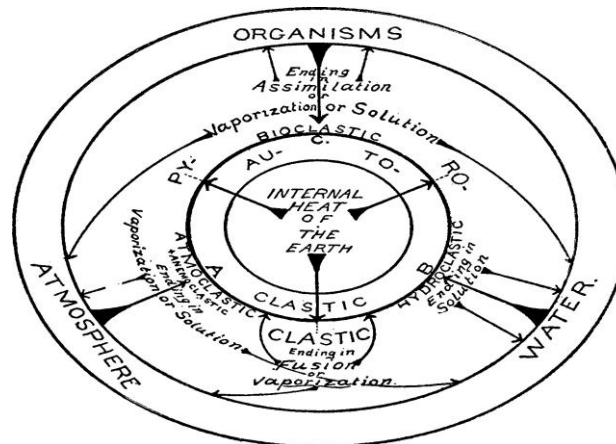 ORGANISMS
Ending
in
Assimilation
or
Vaporization or Solution
BIOCLASTIC
C.
PY-
AU-
TO-
RO-
INTERNAL
HEAT
OF
THE
EARTH
ATMOCLASTIC
+ ANEMOCLASTIC
Ending in
Vaporization or Solution
A
B
HYDROCLASTIC
Ending in
Solution
CLASTIC
CLASTIC
Ending in
Fusion
or
Vaporization.
ATMOSPHERE
WATER.